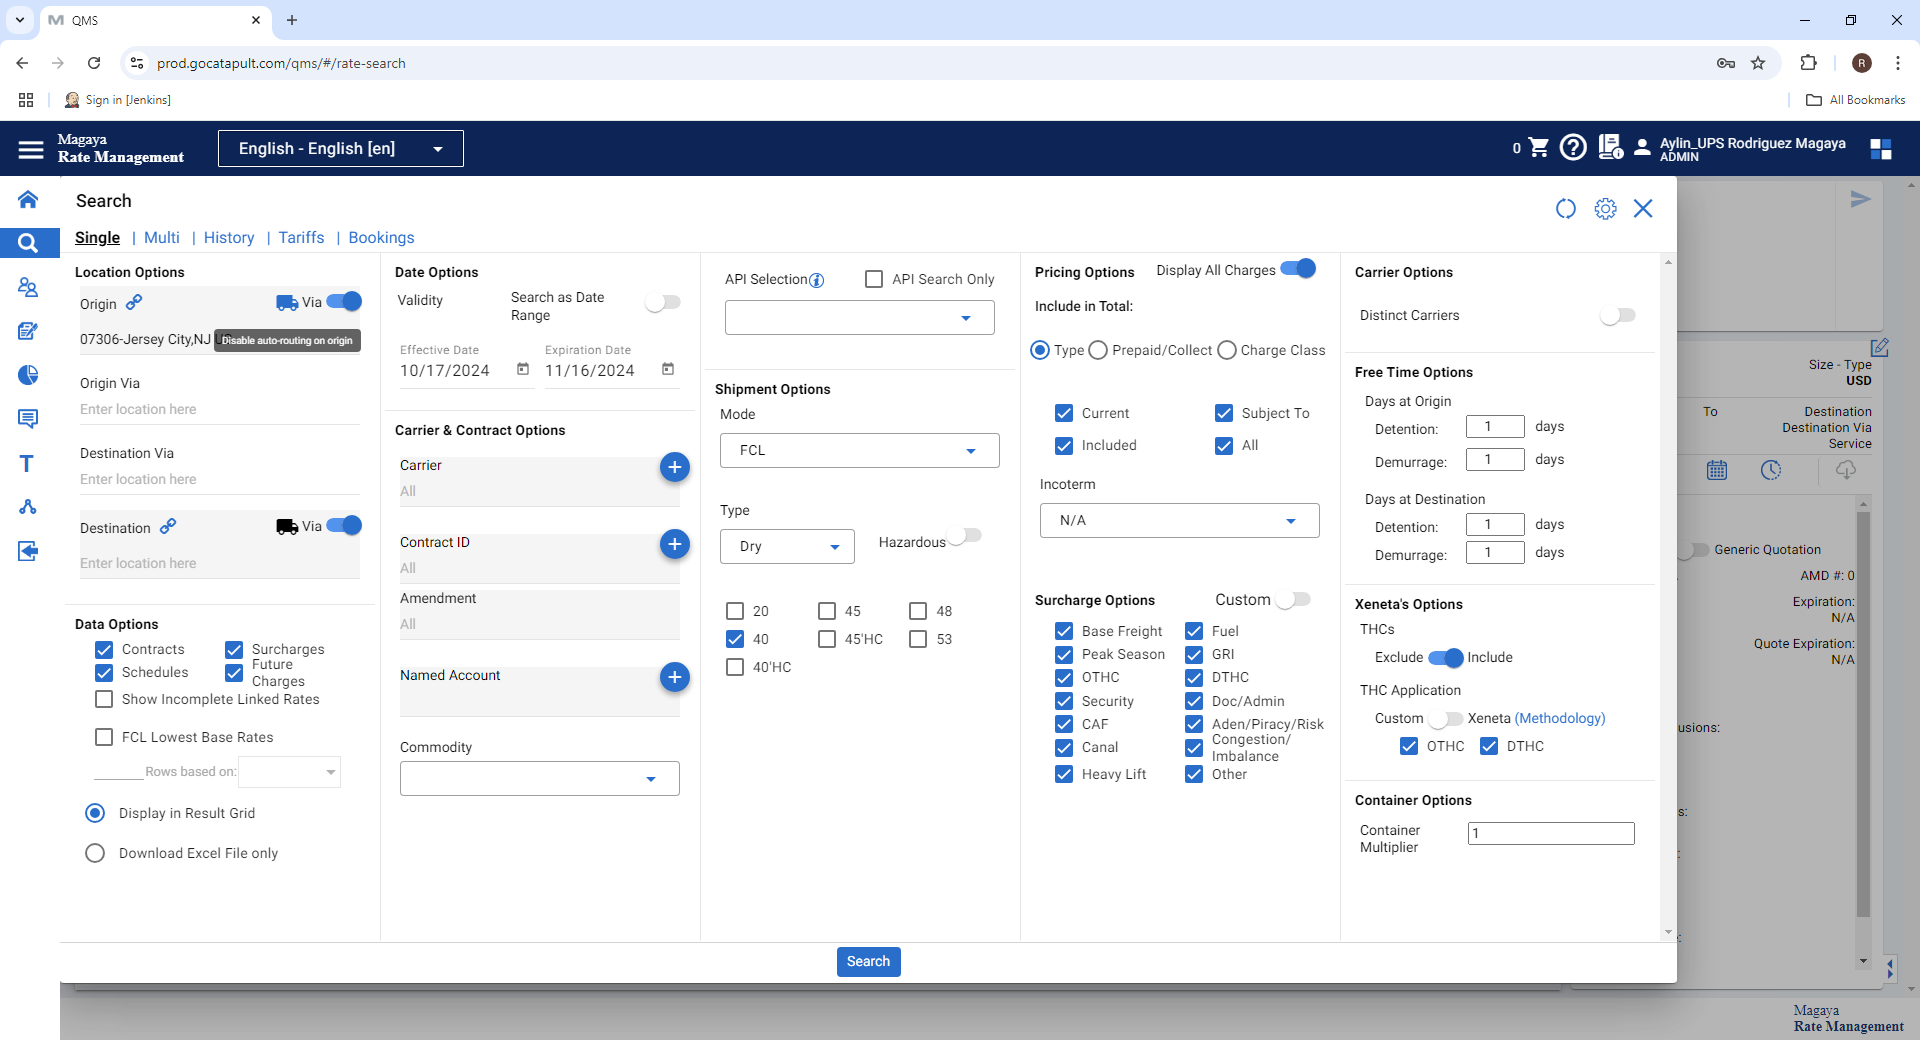 QMS
prod.gocatapult.com/qms/#/rate-search
R
Sign in [Jenkins]
All Bookmarks
Magaya
Rate Management
English - English [en]
0
Aylin_UPS Rodriguez Magaya
ADMIN
Search
Single | Multi | History | Tariffs | Bookings
Location Options
Origin
Via
07306-Jersey City,NJ
Disable auto-routing on origin
Origin Via
Enter location here
Destination Via
Enter location here
Destination
Via
Enter location here
Data Options
Contracts
Surcharges
Schedules
Future
Charges
Show Incomplete Linked Rates
FCL Lowest Base Rates
Rows based on:
Display in Result Grid
Download Excel File only
Date Options
Validity
Search as Date
Range
Effective Date
10/17/2024
Expiration Date
11/16/2024
Carrier & Contract Options
Carrier
All
Contract ID
All
Amendment
All
Named Account
Commodity
API Selection
API Search Only
Shipment Options
Mode
FCL
Type
Dry
Hazardous
20
45
48
40
45'HC
53
40'HC
Pricing Options
Display All Charges
Include in Total:
Type
Prepaid/Collect
Charge Class
Current
Subject To
Included
All
Incoterm
N/A
Surcharge Options
Custom
Base Freight
Fuel
Peak Season
GRI
OTHC
DTHC
Security
Doc/Admin
CAF
Aden/Piracy/Risk
Canal
Congestion/
Imbalance
Heavy Lift
Other
Carrier Options
Distinct Carriers
Free Time Options
Days at Origin
Detention: 1 days
Demurrage: 1 days
Days at Destination
Detention: 1 days
Demurrage: 1 days
Xeneta's Options
THCs
Exclude
Include
THC Application
Custom
Xeneta (Methodology)
OTHC
DTHC
Container Options
Container
Multiplier
1
Search
Size - Type
USD
To
Destination
Destination Via
Service
Generic Quotation
AMD #: 0
Expiration:
N/A
Quote Expiration:
N/A
usions:
s:
Magaya
Rate Management